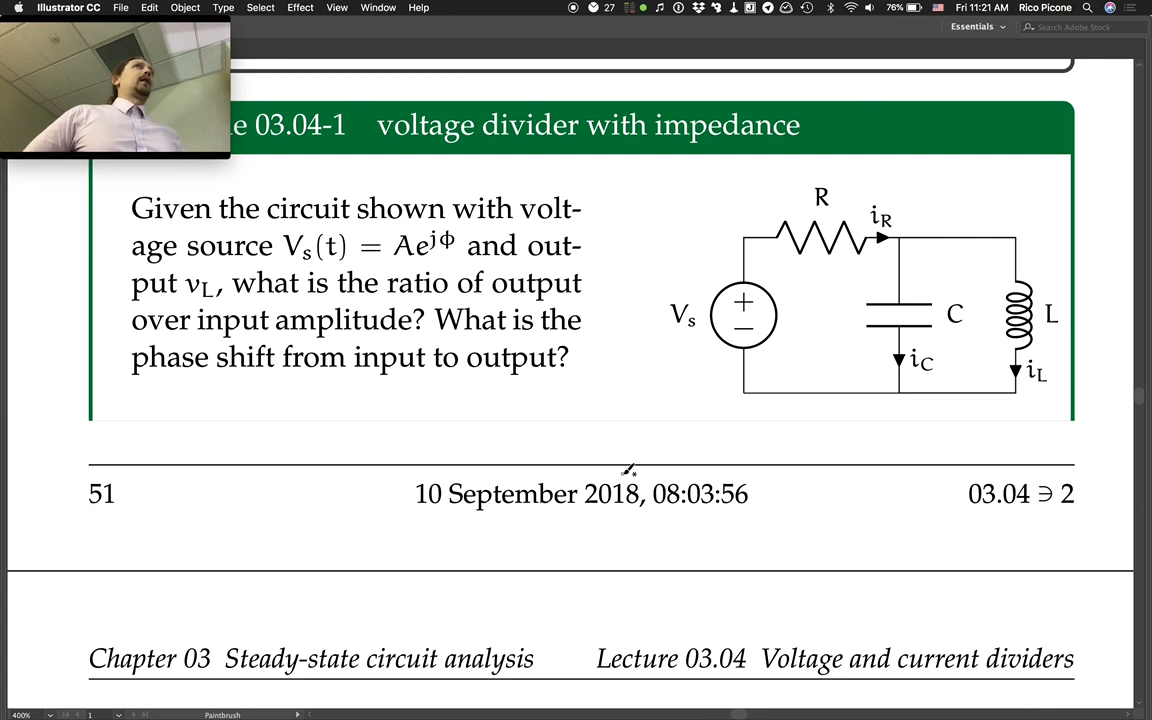 Illustrator CC File Edit Object Type Select Effect View Window Help 27 76% Fri 11:21 AM Rico Picone
Essentials Search Adobe Stock
e 03.04-1 voltage divider with impedance
Given the circuit shown with volt-
age source Vs(t) = Ae^jϕ and out-
put vL, what is the ratio of output
over input amplitude? What is the
phase shift from input to output?
R
iR
Vs
+
−
C
L
iC
iL
51 10 September 2018, 08:03:56 03.04 ∋ 2
Chapter 03 Steady-state circuit analysis Lecture 03.04 Voltage and current dividers
400% 1 Paintbrush